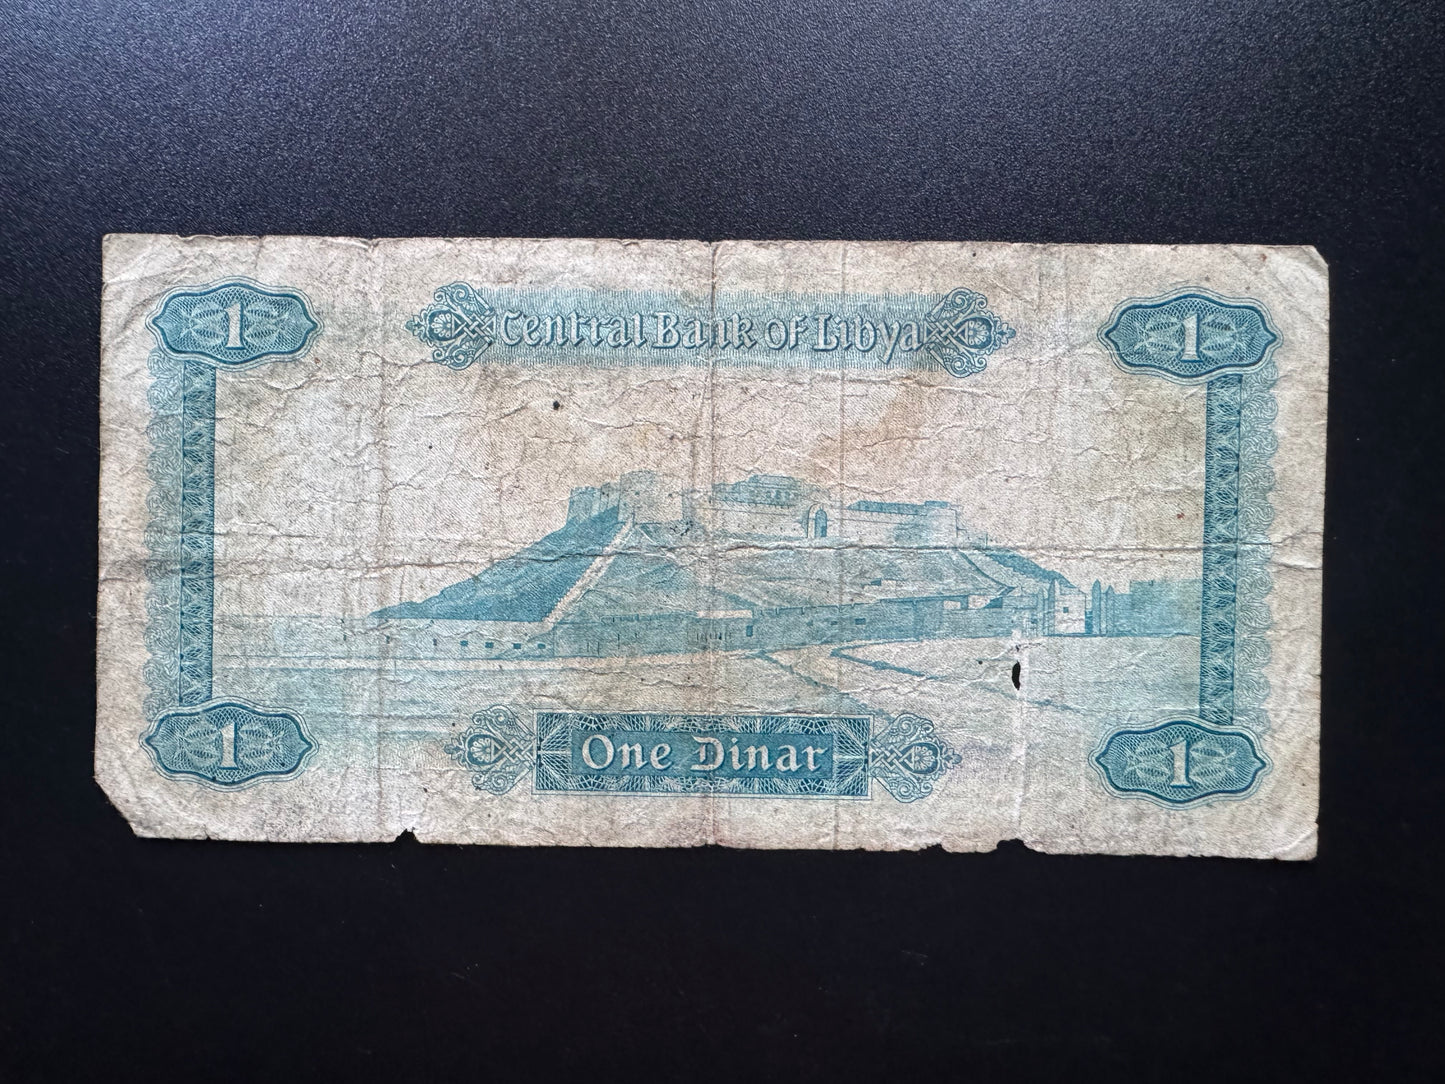 1 Central Bank of Libya 1
1 One Dinar 1